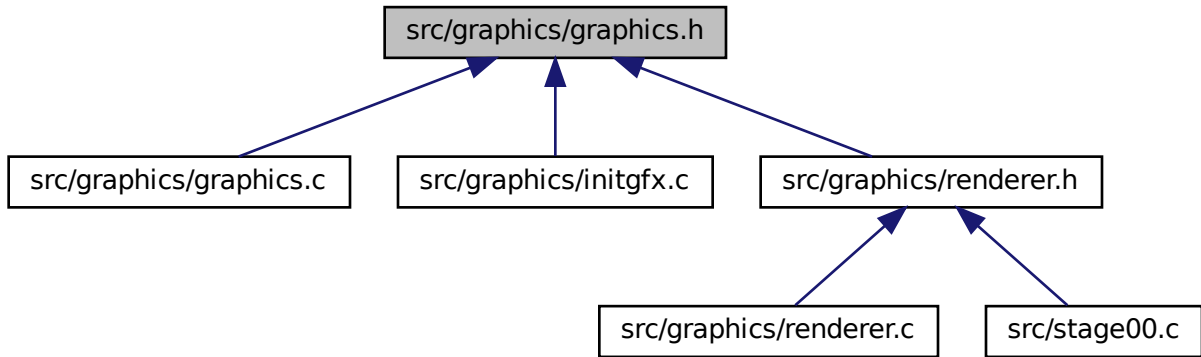 src/graphics/graphics.h
src/graphics/graphics.c
src/graphics/initgfx.c
src/graphics/renderer.h
src/graphics/renderer.c
src/stage00.c